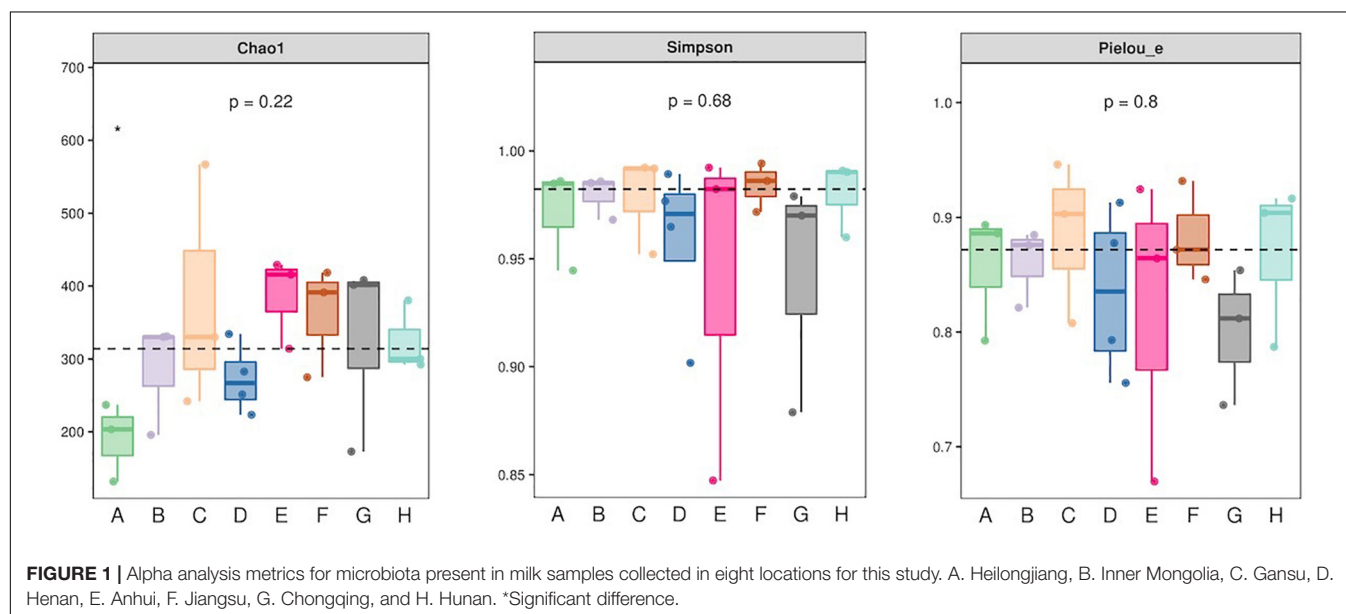 Chao1
700
600
500
400
300
200
p = 0.22
*
A B C D E F G H
Simpson
1.00
0.95
0.90
0.85
p = 0.68
A B C D E F G H
Pielou_e
1.0
0.9
0.8
0.7
p = 0.8
A B C D E F G H
FIGURE 1 | Alpha analysis metrics for microbiota present in milk samples collected in eight locations for this study. A. Heilongjiang, B. Inner Mongolia, C. Gansu, D.
Henan, E. Anhui, F. Jiangsu, G. Chongqing, and H. Hunan. *Significant difference.